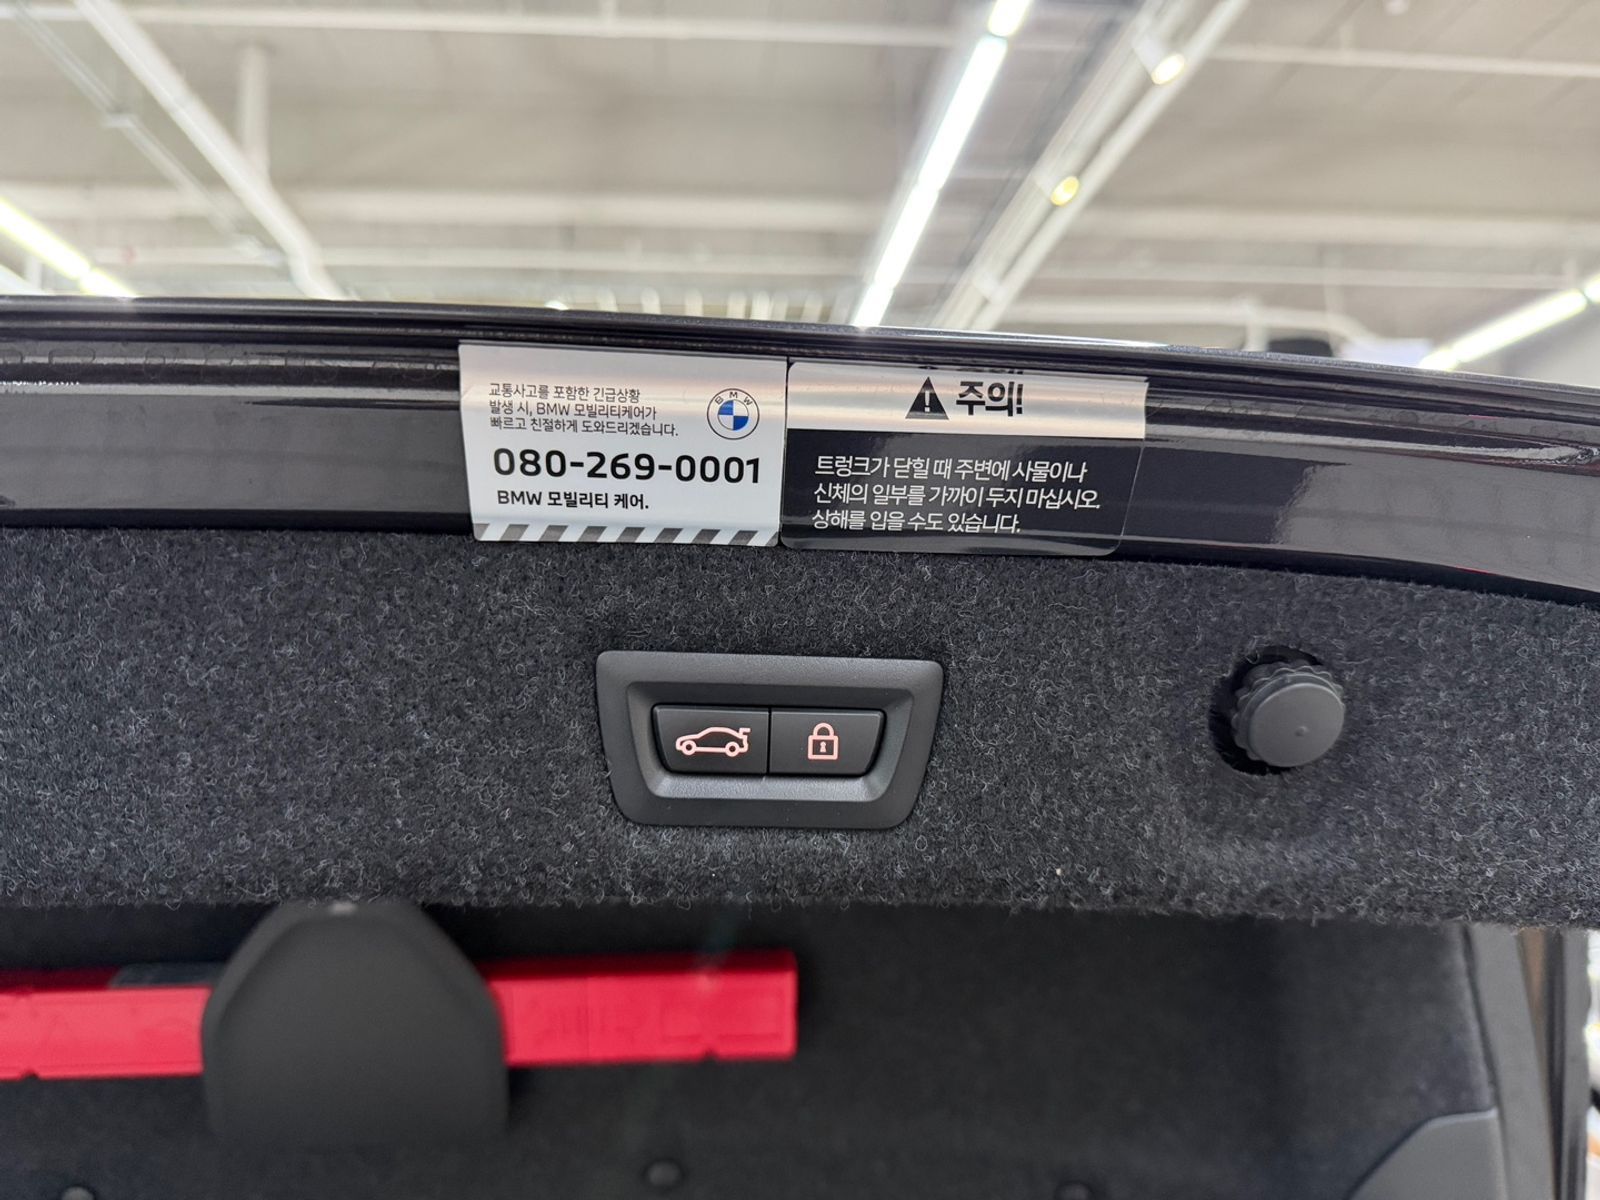 교통사고를 포함한 긴급상황
발생 시, BMW 모빌리티케어가
빠르고 친절하게 도와드리겠습니다.
BMW
080-269-0001
BMW 모빌리티 케어.
주의!
트렁크가 닫힐 때 주변에 사물이나
신체의 일부를 가까이 두지 마십시오.
상해를 입을 수도 있습니다.